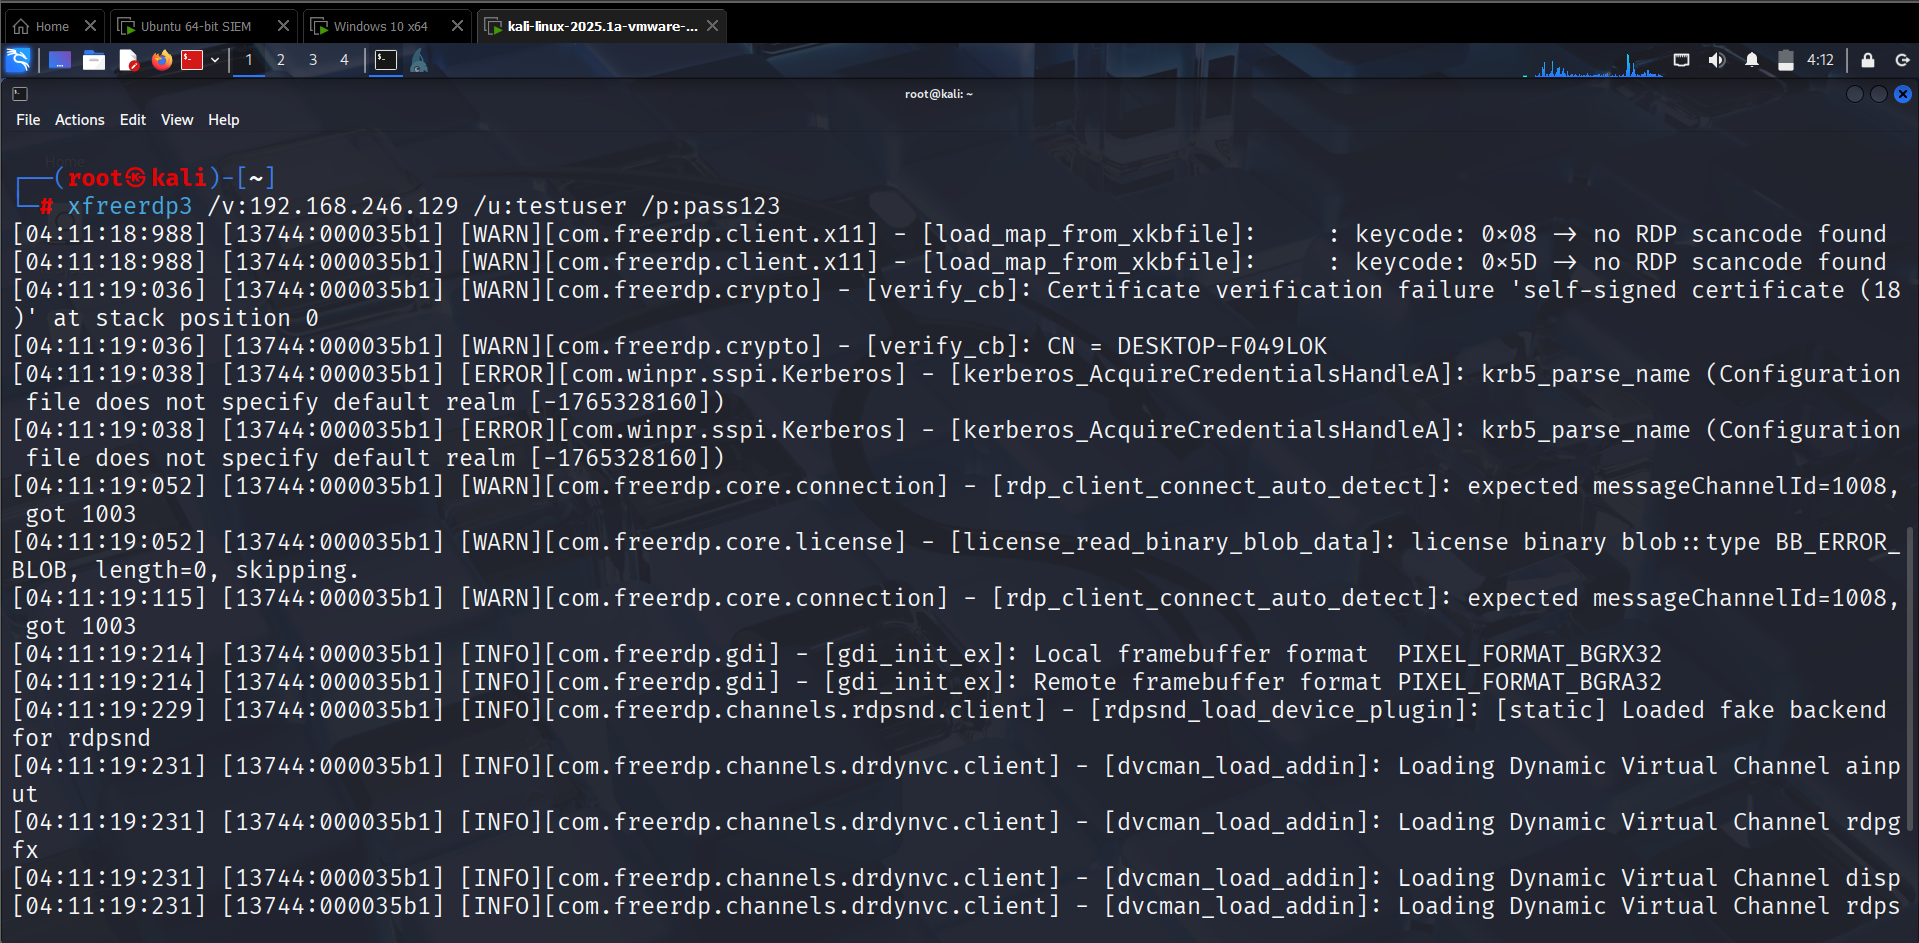 Home
Ubuntu 64-bit SIEM
Windows 10 x64
kali-linux-2025.1a-vmware-...
1 2 3 4
4:12
root@kali: ~
File Actions Edit View Help
Home
(root㉿kali)-[~]
# xfreerdp3 /v:192.168.246.129 /u:testuser /p:pass123
[04:11:18:988] [13744:000035b1] [WARN][com.freerdp.client.x11] - [load_map_from_xkbfile]:     : keycode: 0×08 → no RDP scancode found
[04:11:18:988] [13744:000035b1] [WARN][com.freerdp.client.x11] - [load_map_from_xkbfile]:     : keycode: 0×5D → no RDP scancode found
[04:11:19:036] [13744:000035b1] [WARN][com.freerdp.crypto] - [verify_cb]: Certificate verification failure 'self-signed certificate (18
)' at stack position 0
[04:11:19:036] [13744:000035b1] [WARN][com.freerdp.crypto] - [verify_cb]: CN = DESKTOP-F049LOK
[04:11:19:038] [13744:000035b1] [ERROR][com.winpr.sspi.Kerberos] - [kerberos_AcquireCredentialsHandleA]: krb5_parse_name (Configuration
file does not specify default realm [-1765328160])
[04:11:19:038] [13744:000035b1] [ERROR][com.winpr.sspi.Kerberos] - [kerberos_AcquireCredentialsHandleA]: krb5_parse_name (Configuration
file does not specify default realm [-1765328160])
[04:11:19:052] [13744:000035b1] [WARN][com.freerdp.core.connection] - [rdp_client_connect_auto_detect]: expected messageChannelId=1008,
got 1003
[04:11:19:052] [13744:000035b1] [WARN][com.freerdp.core.license] - [license_read_binary_blob_data]: license binary blob::type BB_ERROR_
BLOB, length=0, skipping.
[04:11:19:115] [13744:000035b1] [WARN][com.freerdp.core.connection] - [rdp_client_connect_auto_detect]: expected messageChannelId=1008,
got 1003
[04:11:19:214] [13744:000035b1] [INFO][com.freerdp.gdi] - [gdi_init_ex]: Local framebuffer format  PIXEL_FORMAT_BGRX32
[04:11:19:214] [13744:000035b1] [INFO][com.freerdp.gdi] - [gdi_init_ex]: Remote framebuffer format PIXEL_FORMAT_BGRA32
[04:11:19:229] [13744:000035b1] [INFO][com.freerdp.channels.rdpsnd.client] - [rdpsnd_load_device_plugin]: [static] Loaded fake backend
for rdpsnd
[04:11:19:231] [13744:000035b1] [INFO][com.freerdp.channels.drdynvc.client] - [dvcman_load_addin]: Loading Dynamic Virtual Channel ainp
ut
[04:11:19:231] [13744:000035b1] [INFO][com.freerdp.channels.drdynvc.client] - [dvcman_load_addin]: Loading Dynamic Virtual Channel rdpg
fx
[04:11:19:231] [13744:000035b1] [INFO][com.freerdp.channels.drdynvc.client] - [dvcman_load_addin]: Loading Dynamic Virtual Channel disp
[04:11:19:231] [13744:000035b1] [INFO][com.freerdp.channels.drdynvc.client] - [dvcman_load_addin]: Loading Dynamic Virtual Channel rdps